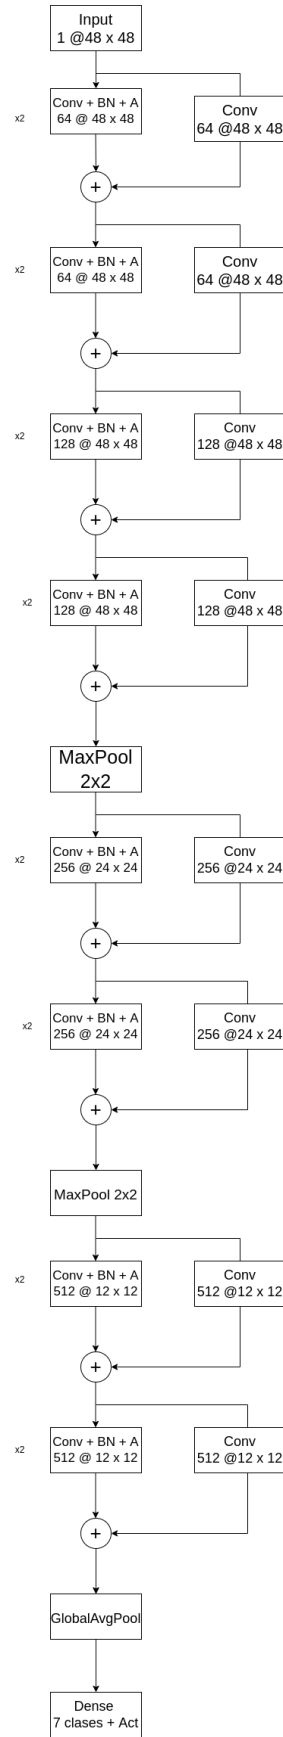 Input
1 @48 x 48
x2
Conv + BN + A
64 @ 48 x 48
Conv
64 @48 x 48
+
x2
Conv + BN + A
64 @ 48 x 48
Conv
64 @48 x 48
+
x2
Conv + BN + A
128 @ 48 x 48
Conv
128 @48 x 48
+
x2
Conv + BN + A
128 @ 48 x 48
Conv
128 @48 x 48
+
MaxPool
2x2
x2
Conv + BN + A
256 @ 24 x 24
Conv
256 @24 x 24
+
x2
Conv + BN + A
256 @ 24 x 24
Conv
256 @24 x 24
+
MaxPool 2x2
x2
Conv + BN + A
512 @ 12 x 12
Conv
512 @12 x 12
+
x2
Conv + BN + A
512 @ 12 x 12
Conv
512 @12 x 12
+
GlobalAvgPool
Dense
7 clases + Act